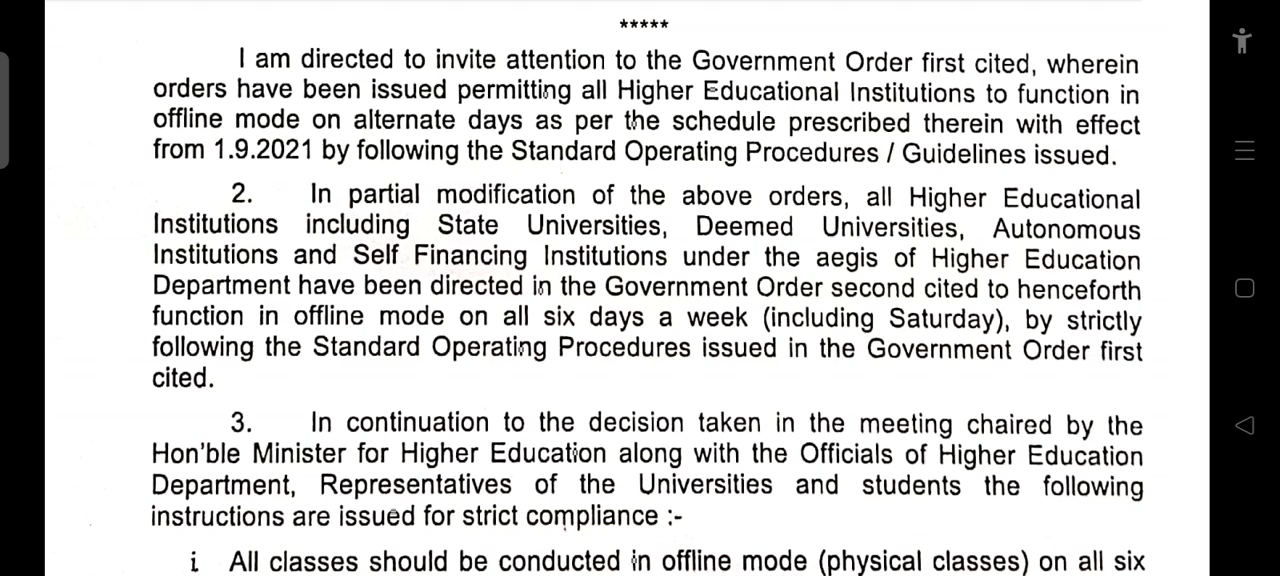 *****
I am directed to invite attention to the Government Order first cited, wherein
orders have been issued permitting all Higher Educational Institutions to function in
offline mode on alternate days as per the schedule prescribed therein with effect
from 1.9.2021 by following the Standard Operating Procedures / Guidelines issued.
2. In partial modification of the above orders, all Higher Educational
Institutions including State Universities, Deemed Universities, Autonomous
Institutions and Self Financing Institutions under the aegis of Higher Education
Department have been directed in the Government Order second cited to henceforth
function in offline mode on all six days a week (including Saturday), by strictly
following the Standard Operating Procedures issued in the Government Order first
cited.
3. In continuation to the decision taken in the meeting chaired by the
Hon'ble Minister for Higher Education along with the Officials of Higher Education
Department, Representatives of the Universities and students the following
instructions are issued for strict compliance :-
i All classes should be conducted in offline mode (physical classes) on all six